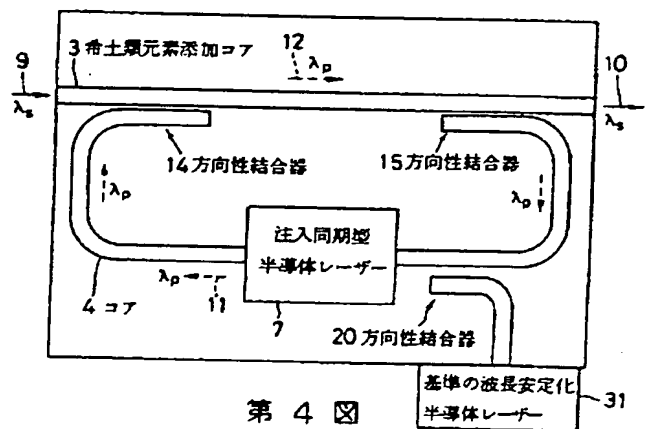 3 希土類元素添加コア
12
λp
9
λs
10
λs
14 方向性結合器
15 方向性結合器
λp
λp
注入同期型
半導体レーザー
λp
11
4 コア
7
20 方向性結合器
基準の波長安定化
半導体レーザー
31
第 4 図